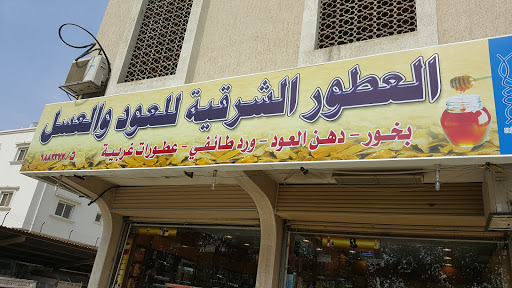 العطور الشرقية للعود والعسل
بخور - دهن العود - ورد طائفي - عطورات غربية